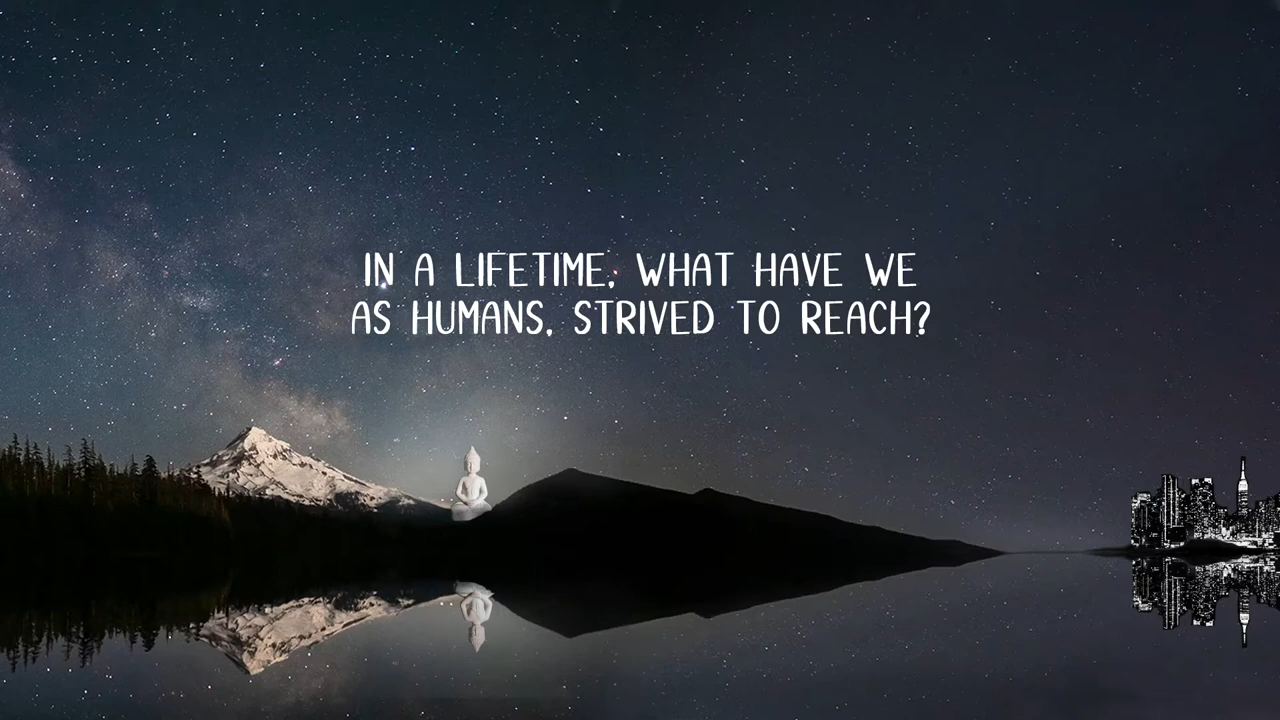 IN A LIFETIME, WHAT HAVE WE
AS HUMANS, STRIVED TO REACH?